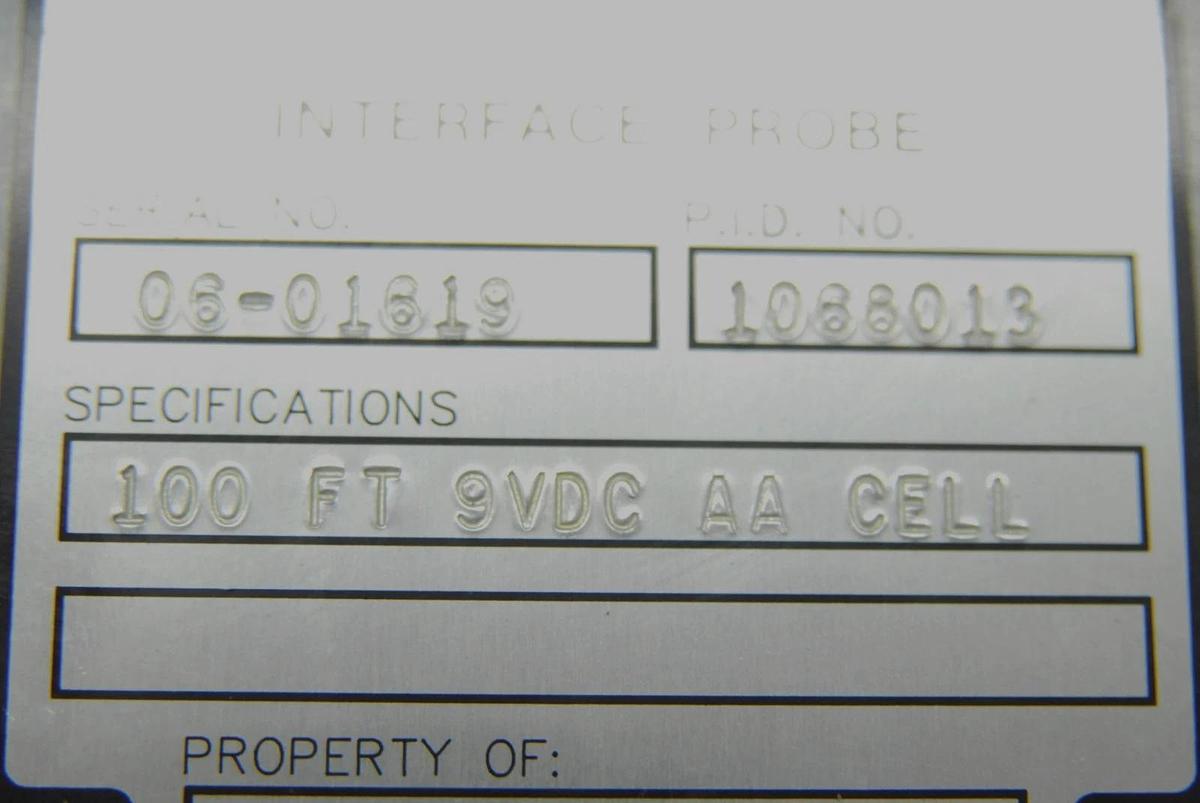 INTERFACE PROBE
SERIAL NO. P.I.D. NO.
06-01619 1068013
SPECIFICATIONS
100 FT 9VDC AA CELL
PROPERTY OF: